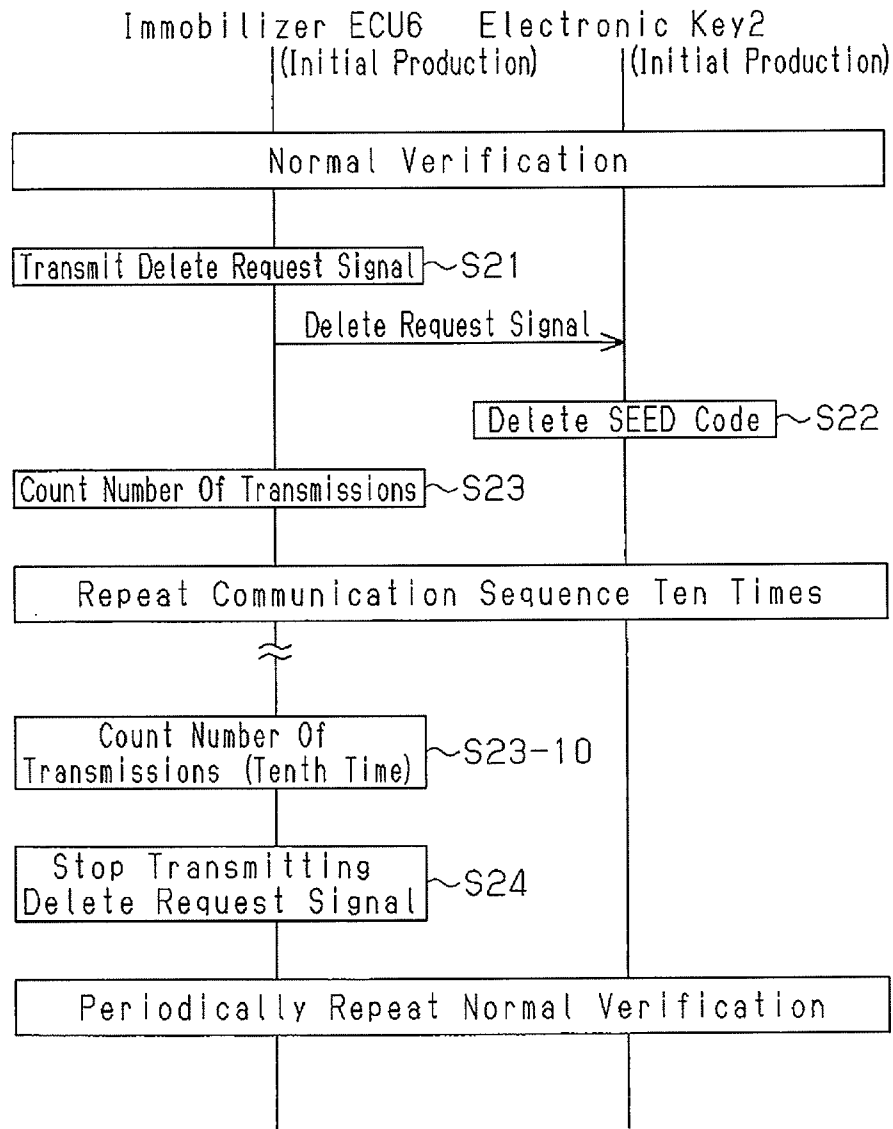 Immobilizer ECU6 Electronic Key2
(Initial Production) (Initial Production)
Normal Verification
Transmit Delete Request Signal S21
Delete Request Signal
Delete SEED Code S22
Count Number Of Transmissions S23
Repeat Communication Sequence Ten Times
Count Number Of
Transmissions (Tenth Time) S23-10
Stop Transmitting
Delete Request Signal S24
Periodically Repeat Normal Verification